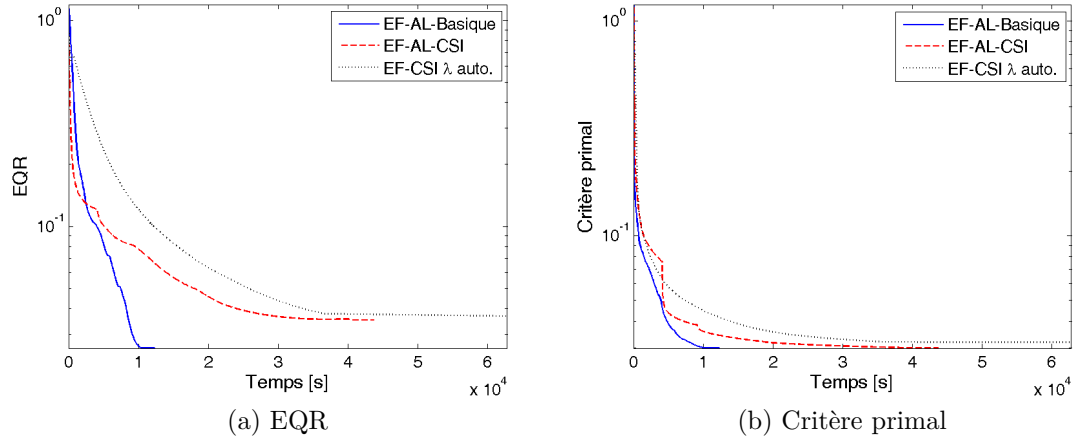 10^0
10^-1
EQR
EF-AL-Basique
EF-AL-CSI
EF-CSI λ auto.
0 1 2 3 4 5 6
Temps [s]
x 10^4
(a) EQR
10^0
10^-1
Critère primal
EF-AL-Basique
EF-AL-CSI
EF-CSI λ auto.
0 1 2 3 4 5 6
Temps [s]
x 10^4
(b) Critère primal